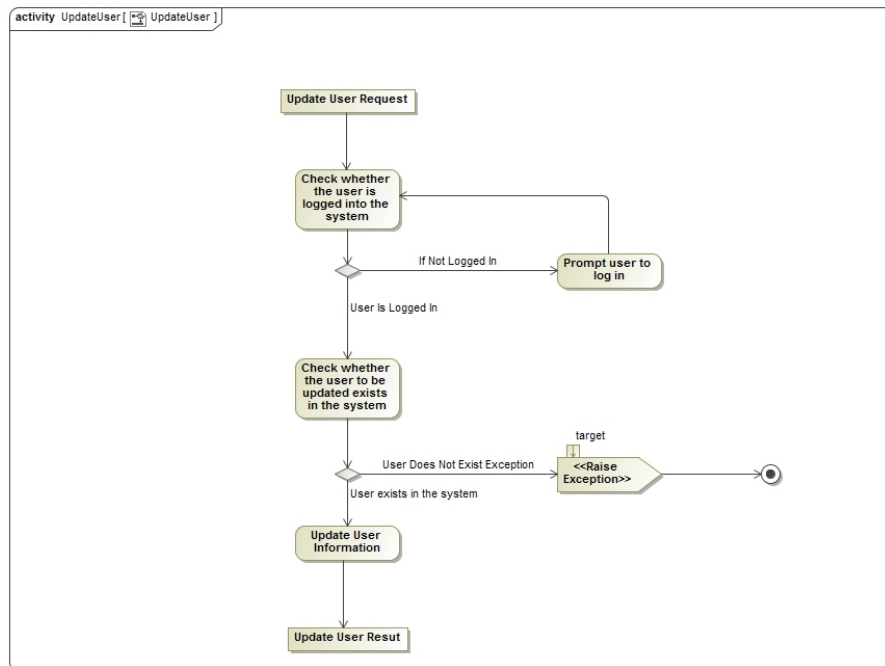 activity UpdateUser [ UpdateUser ]
Update User Request
Check whether
the user is
logged into the
system
If Not Logged In
Prompt user to
log in
User Is Logged In
Check whether
the user to be
updated exists
in the system
target
User Does Not Exist Exception
<<Raise
Exception>>
User exists in the system
Update User
Information
Update User Resut